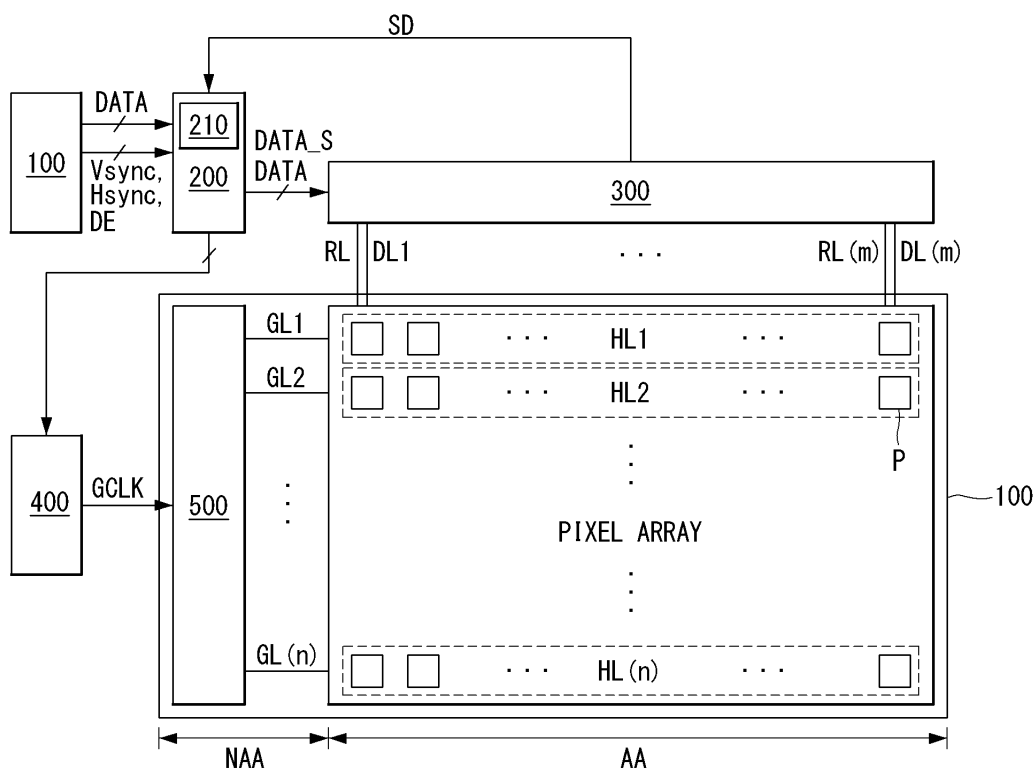 SD
DATA
100
Vsync,
Hsync,
DE
210
200
DATA_S
DATA
300
RL DL1 ... RL(m) DL(m)
400
GCLK
500
GL1
GL2
GL(n)
... HL1 ...
... HL2 ...
P
100
PIXEL ARRAY
... HL(n) ...
NAA
AA